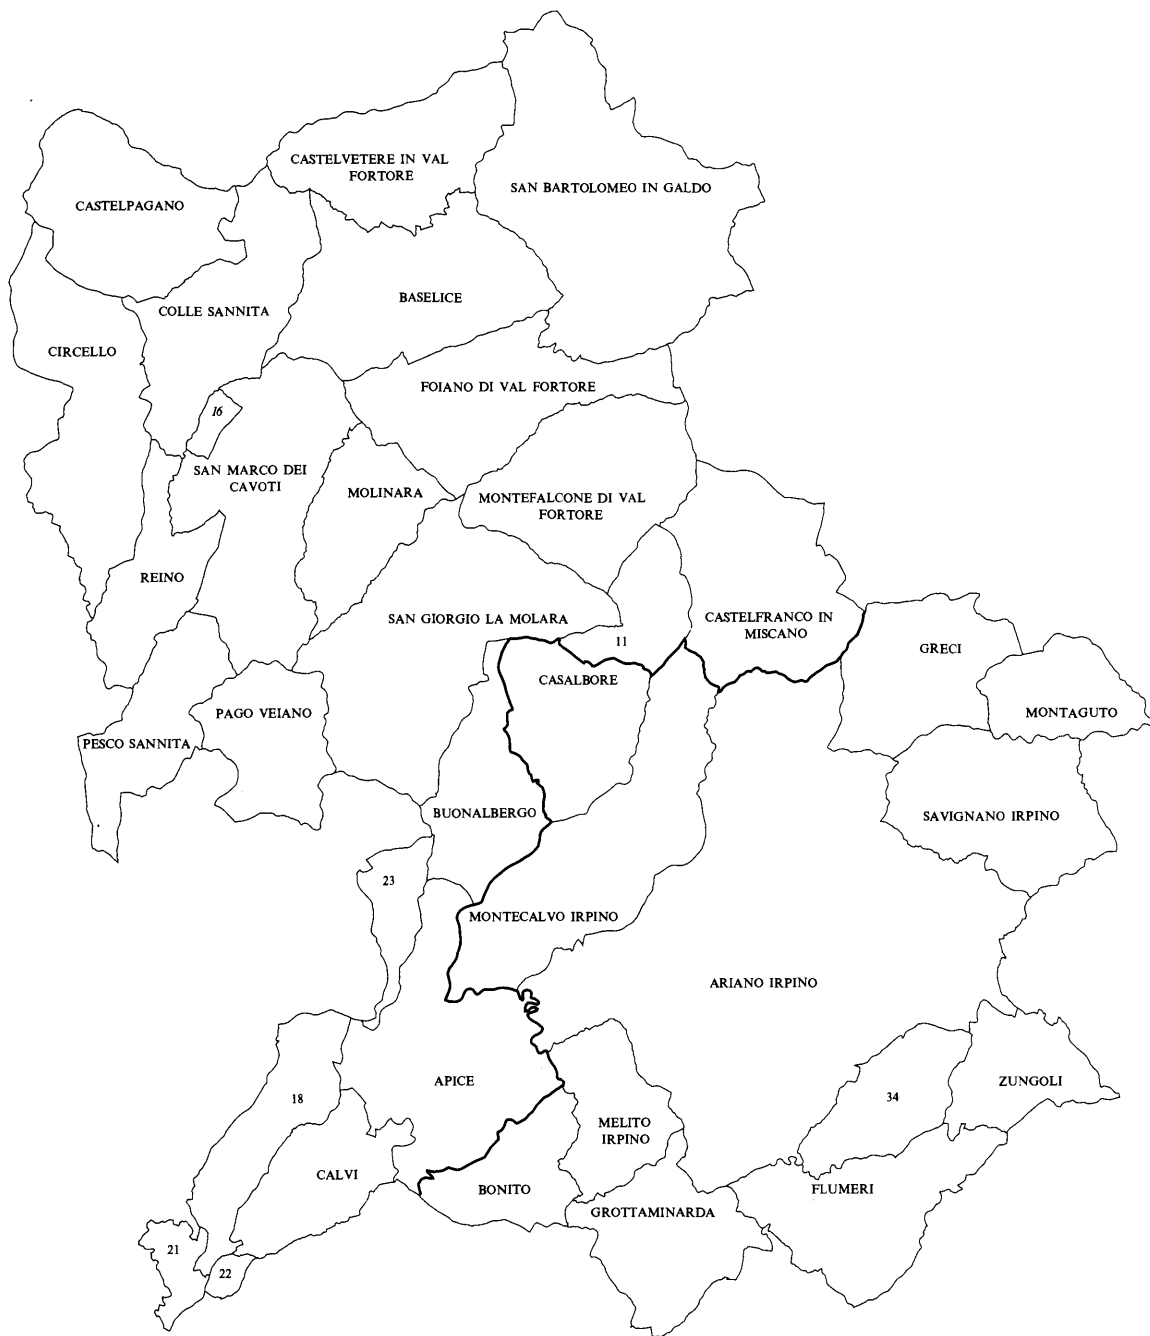 CASTELVETERE IN VAL
FORTORE
SAN BARTOLOMEO IN GALDO
CASTELPAGANO
BASELICE
COLLE SANNITA
CIRCELLO
FOIANO DI VAL FORTORE
16
SAN MARCO DEI
CAVOTI
MOLINARA
MONTEFALCONE DI VAL
FORTORE
REINO
SAN GIORGIO LA MOLARA
CASTELFRANCO IN
MISCANO
11
GRECI
CASALBORE
PAGO VEIANO
MONTAGUTO
PESCO SANNITA
BUONALBERGO
SAVIGNANO IRPINO
23
MONTECALVO IRPINO
ARIANO IRPINO
APICE
ZUNGOLI
18
34
MELITO
IRPINO
CALVI
BONITO
FLUMERI
GROTTAMINARDA
21
22